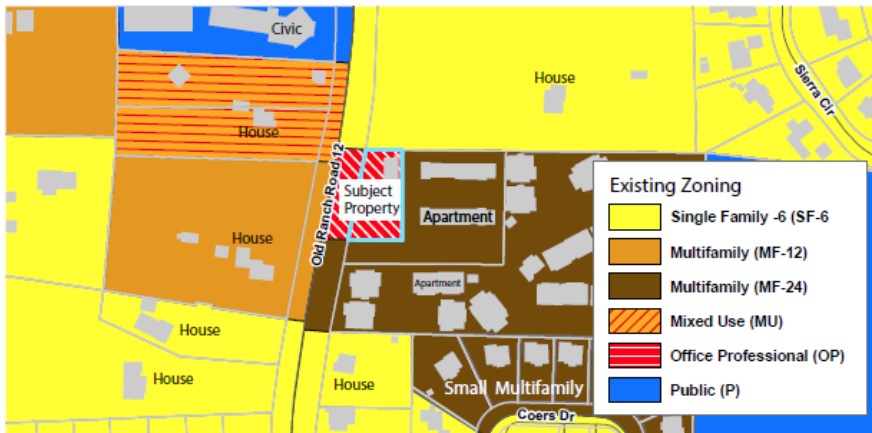 Civic
House
Sierra Cir
House
Old Ranch Road 12
Subject
Property
Apartment
House
Apartment
House
House
House
Small Multifamily
Coers Dr
Existing Zoning
Single Family -6 (SF-6
Multifamily (MF-12)
Multifamily (MF-24)
Mixed Use (MU)
Office Professional (OP)
Public (P)